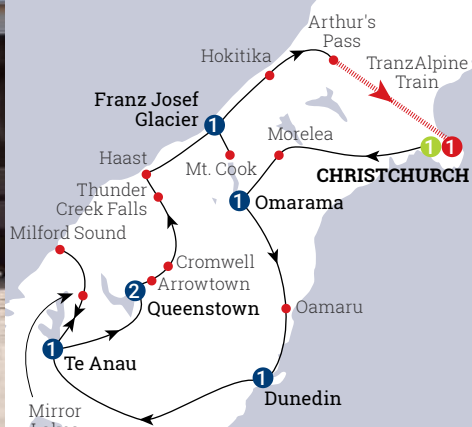 Arthur's
Pass
Hokitika
TranzAlpine
Train
Franz Josef
Glacier
1
Morelea
1 1
CHRISTCHURCH
Haast
Mt. Cook
Thunder
Creek Falls
1 Omarama
Milford Sound
Cromwell
Arrowtown
2
Queenstown
Oamaru
1
Te Anau
1
Dunedin
Mirror